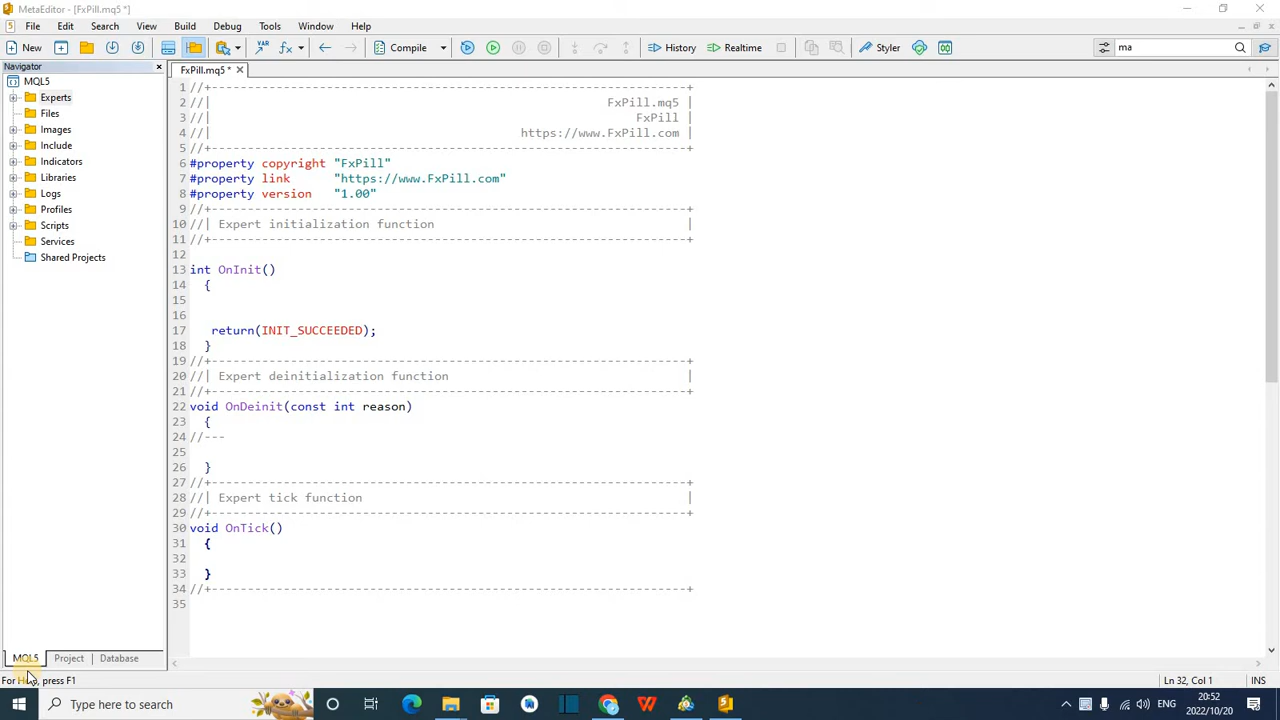 MetaEditor - [FxPill.mq5 *]
File Edit Search View Build Debug Tools Window Help
New Compile History Realtime Styler ma
Navigator
MQL5
Experts
Files
Images
Include
Indicators
Libraries
Logs
Profiles
Scripts
Services
Shared Projects
MQL5 Project Database
FxPill.mq5 *
1 //+------------------------------------------------------------------+
2 //| FxPill.mq5 |
3 //| FxPill |
4 //| https://www.FxPill.com |
5 //+------------------------------------------------------------------+
6 #property copyright "FxPill"
7 #property link "https://www.FxPill.com"
8 #property version "1.00"
9 //+------------------------------------------------------------------+
10 //| Expert initialization function |
11 //+------------------------------------------------------------------+
12
13 int OnInit()
14 {
15
16
17 return(INIT_SUCCEEDED);
18 }
19 //+------------------------------------------------------------------+
20 //| Expert deinitialization function |
21 //+------------------------------------------------------------------+
22 void OnDeinit(const int reason)
23 {
24 //---
25
26 }
27 //+------------------------------------------------------------------+
28 //| Expert tick function |
29 //+------------------------------------------------------------------+
30 void OnTick()
31 {
32
33 }
34 //+------------------------------------------------------------------+
35
For Help, press F1 Ln 32, Col 1 INS
Type here to search ENG 20:52
2022/10/20